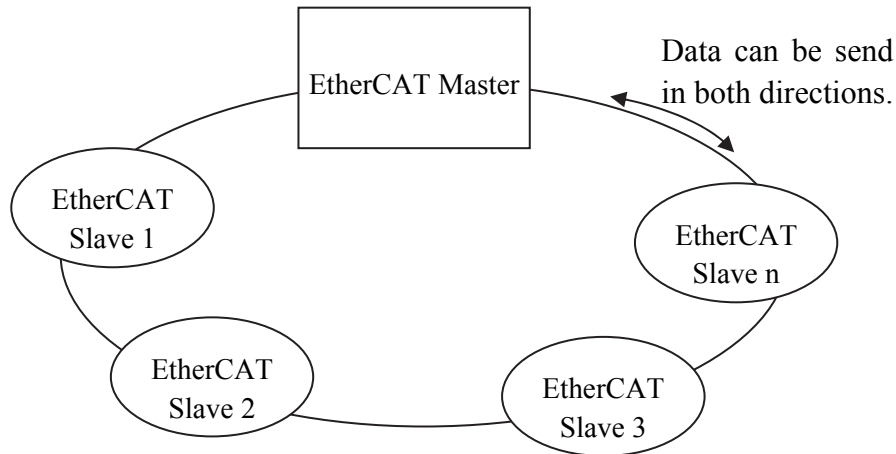 EtherCAT Master
Data can be send
in both directions.
EtherCAT
Slave 1
EtherCAT
Slave n
EtherCAT
Slave 2
EtherCAT
Slave 3